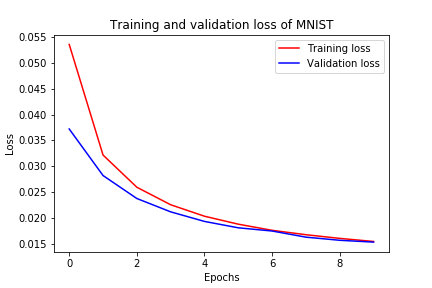 Training and validation loss of MNIST
0.055
0.050
0.045
0.040
0.035
0.030
0.025
0.020
0.015
Loss
Training loss
Validation loss
0 2 4 6 8
Epochs